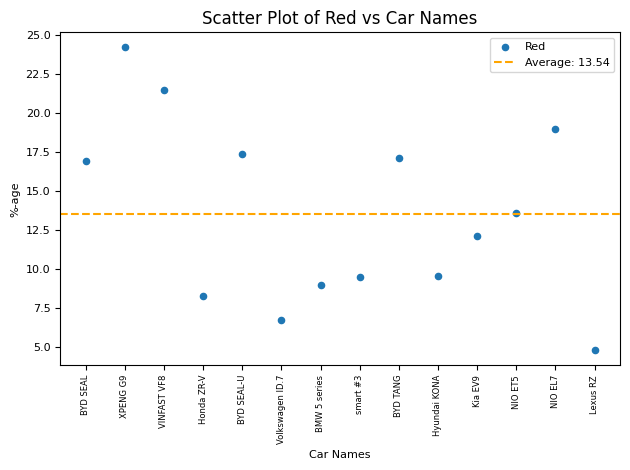 Scatter Plot of Red vs Car Names
Red
Average: 13.54
%-age
25.0
22.5
20.0
17.5
15.0
12.5
10.0
7.5
5.0
BYD SEAL
XPENG G9
VINFAST VF8
Honda ZR-V
BYD SEAL-U
Volkswagen ID.7
BMW 5 series
smart #3
BYD TANG
Hyundai KONA
Kia EV9
NIO ET5
NIO EL7
Lexus RZ
Car Names